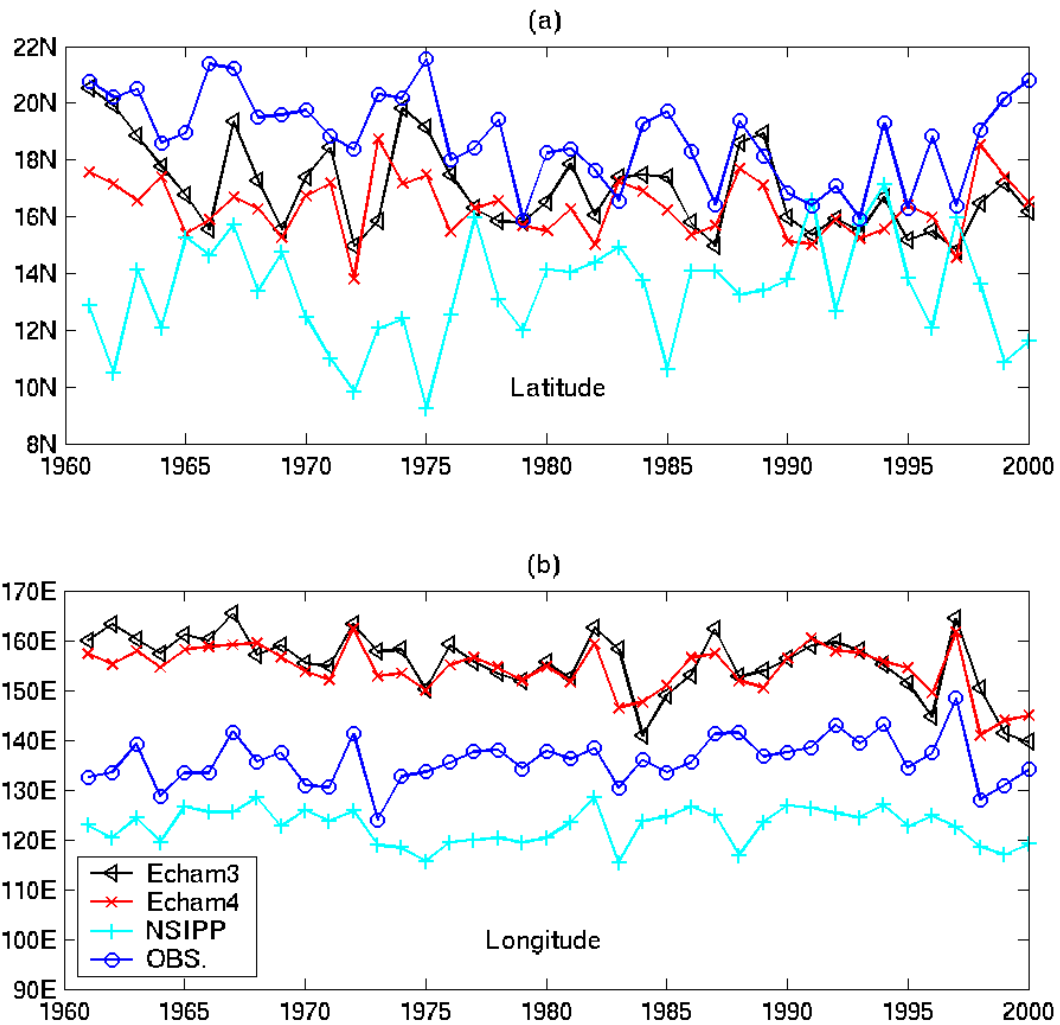 (a)
22N
20N
18N
16N
14N
12N
10N
8N
Latitude
1960 1965 1970 1975 1980 1985 1990 1995 2000
(b)
170E
160E
150E
140E
130E
120E
110E
100E
90E
Echam3
Echam4
NSIPP
OBS.
Longitude
1960 1965 1970 1975 1980 1985 1990 1995 2000